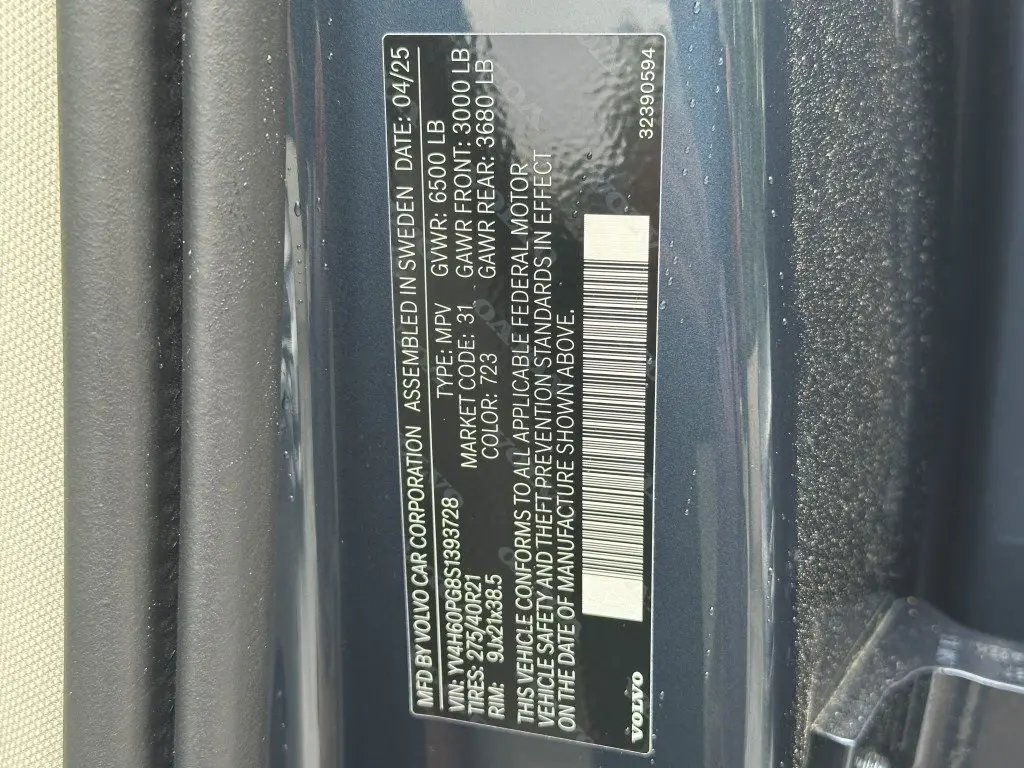 MFD BY VOLVO CAR CORPORATION ASSEMBLED IN SWEDEN DATE: 04/25
VIN: YV4H60PG8S1393728 TYPE: MPV GVWR: 6500 LB
TIRES: 275/40R21 MARKET CODE: 31 GAWR FRONT: 3000 LB
RIM: 9Jx21x38.5 COLOR: 723 GAWR REAR: 3680 LB
THIS VEHICLE CONFORMS TO ALL APPLICABLE FEDERAL MOTOR
VEHICLE SAFETY AND THEFT PREVENTION STANDARDS IN EFFECT
ON THE DATE OF MANUFACTURE SHOWN ABOVE.
VOLVO
32390594